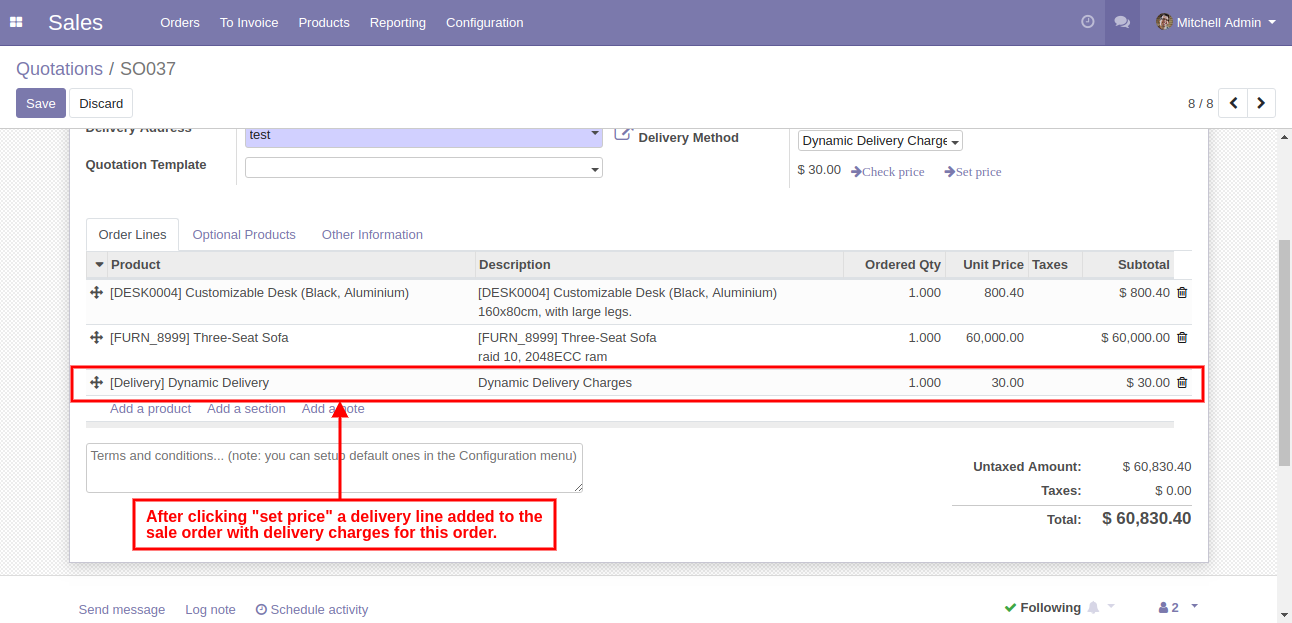 Sales Orders To Invoice Products Reporting Configuration Mitchell Admin
Quotations / SO037
Save Discard 8 / 8
Delivery Address test Delivery Method Dynamic Delivery Charge
Quotation Template $ 30.00 Check price Set price
Order Lines Optional Products Other Information
Product Description Ordered Qty Unit Price Taxes Subtotal
[DESK0004] Customizable Desk (Black, Aluminium) [DESK0004] Customizable Desk (Black, Aluminium) 1.000 800.40 $ 800.40
160x80cm, with large legs.
[FURN_8999] Three-Seat Sofa [FURN_8999] Three-Seat Sofa 1.000 60,000.00 $ 60,000.00
raid 10, 2048ECC ram
[Delivery] Dynamic Delivery Dynamic Delivery Charges 1.000 30.00 $ 30.00
Add a product Add a section Add a note
Terms and conditions... (note: you can setup default ones in the Configuration menu)
Untaxed Amount: $ 60,830.40
Taxes: $ 0.00
Total: $ 60,830.40
After clicking "set price" a delivery line added to the
sale order with delivery charges for this order.
Send message Log note Schedule activity Following 2